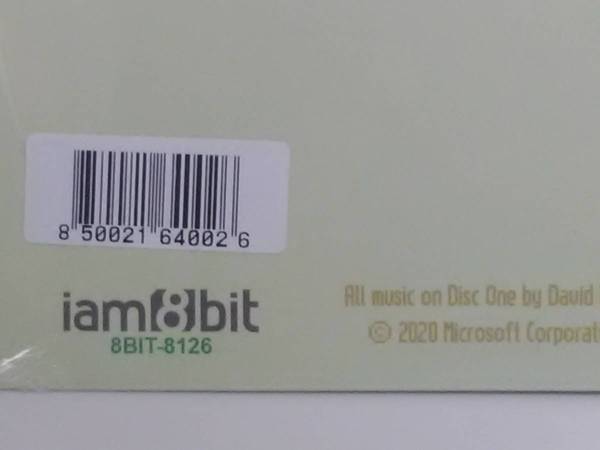 8 50021 64002 6
iam8bit
8BIT-8126
All music on Disc One by David
© 2020 Microsoft Corporat